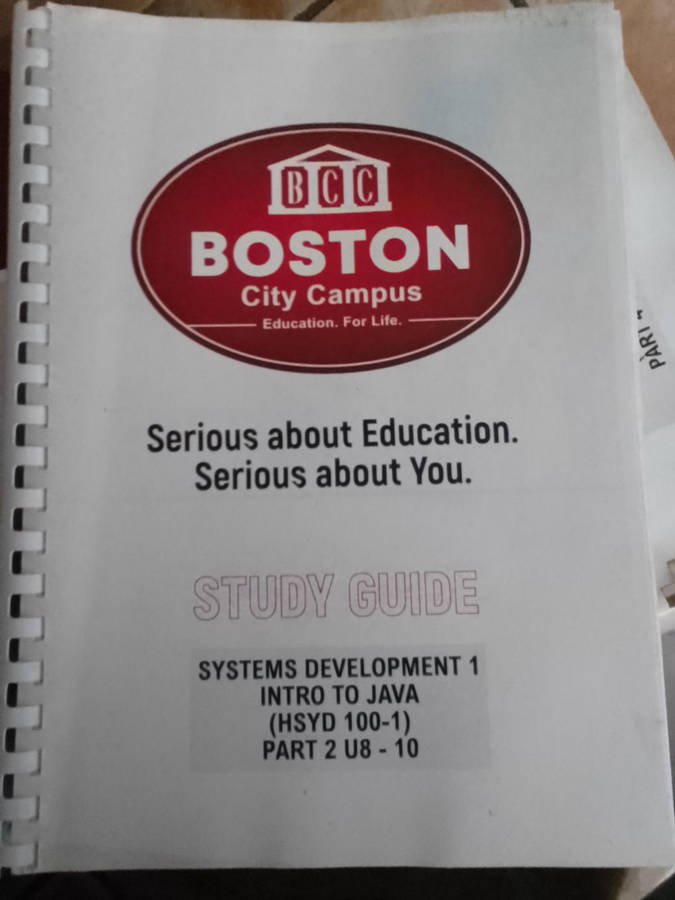 BCC
BOSTON
City Campus
Education. For Life.
Serious about Education.
Serious about You.
STUDY GUIDE
SYSTEMS DEVELOPMENT 1
INTRO TO JAVA
(HSYD 100-1)
PART 2 U8 - 10
PART